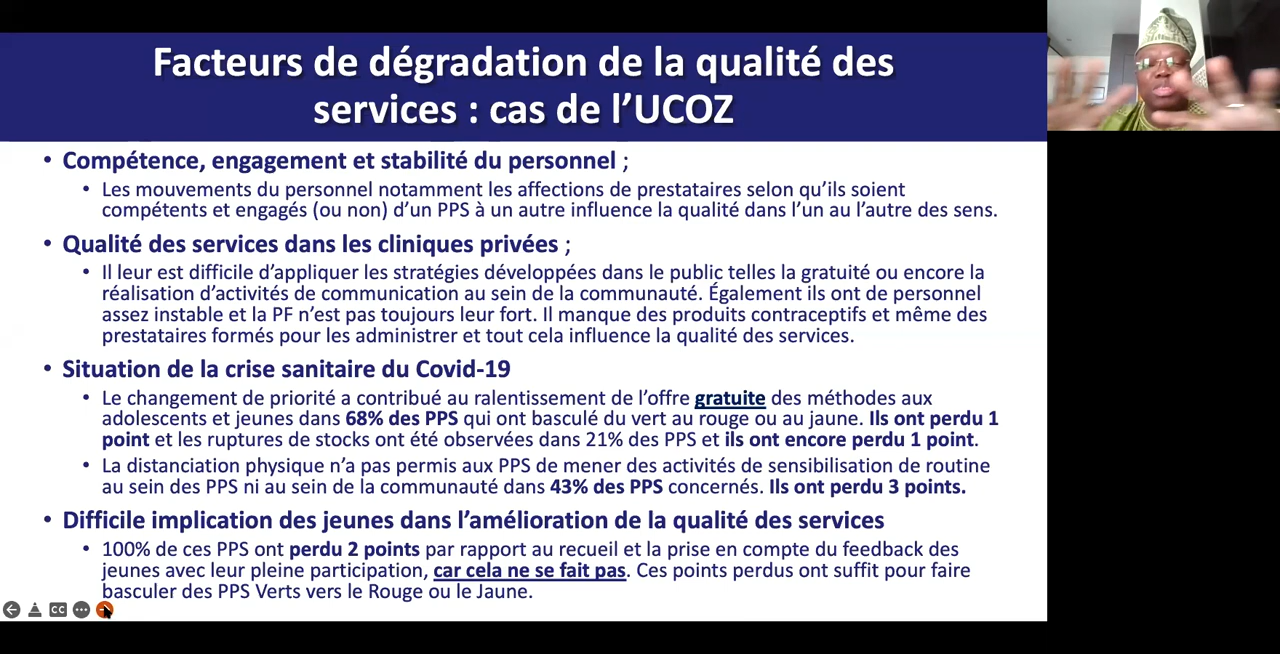 Facteurs de dégradation de la qualité des
services : cas de l’UCOZ
• Compétence, engagement et stabilité du personnel ;
• Les mouvements du personnel notamment les affections de prestataires selon qu’ils soient
compétents et engagés (ou non) d’un PPS à un autre influence la qualité dans l’un au l’autre des sens.
• Qualité des services dans les cliniques privées ;
• Il leur est difficile d’appliquer les stratégies développées dans le public telles la gratuité ou encore la
réalisation d’activités de communication au sein de la communauté. Également ils ont de personnel
assez instable et la PF n’est pas toujours leur fort. Il manque des produits contraceptifs et même des
prestataires formés pour les administrer et tout cela influence la qualité des services.
• Situation de la crise sanitaire du Covid-19
• Le changement de priorité a contribué au ralentissement de l’offre gratuite des méthodes aux
adolescents et jeunes dans 68% des PPS qui ont basculé du vert au rouge ou au jaune. Ils ont perdu 1
point et les ruptures de stocks ont été observées dans 21% des PPS et ils ont encore perdu 1 point.
• La distanciation physique n’a pas permis aux PPS de mener des activités de sensibilisation de routine
au sein des PPS ni au sein de la communauté dans 43% des PPS concernés. Ils ont perdu 3 points.
• Difficile implication des jeunes dans l’amélioration de la qualité des services
• 100% de ces PPS ont perdu 2 points par rapport au recueil et la prise en compte du feedback des
jeunes avec leur pleine participation, car cela ne se fait pas. Ces points perdus ont suffit pour faire
basculer des PPS Verts vers le Rouge ou le Jaune.
CC